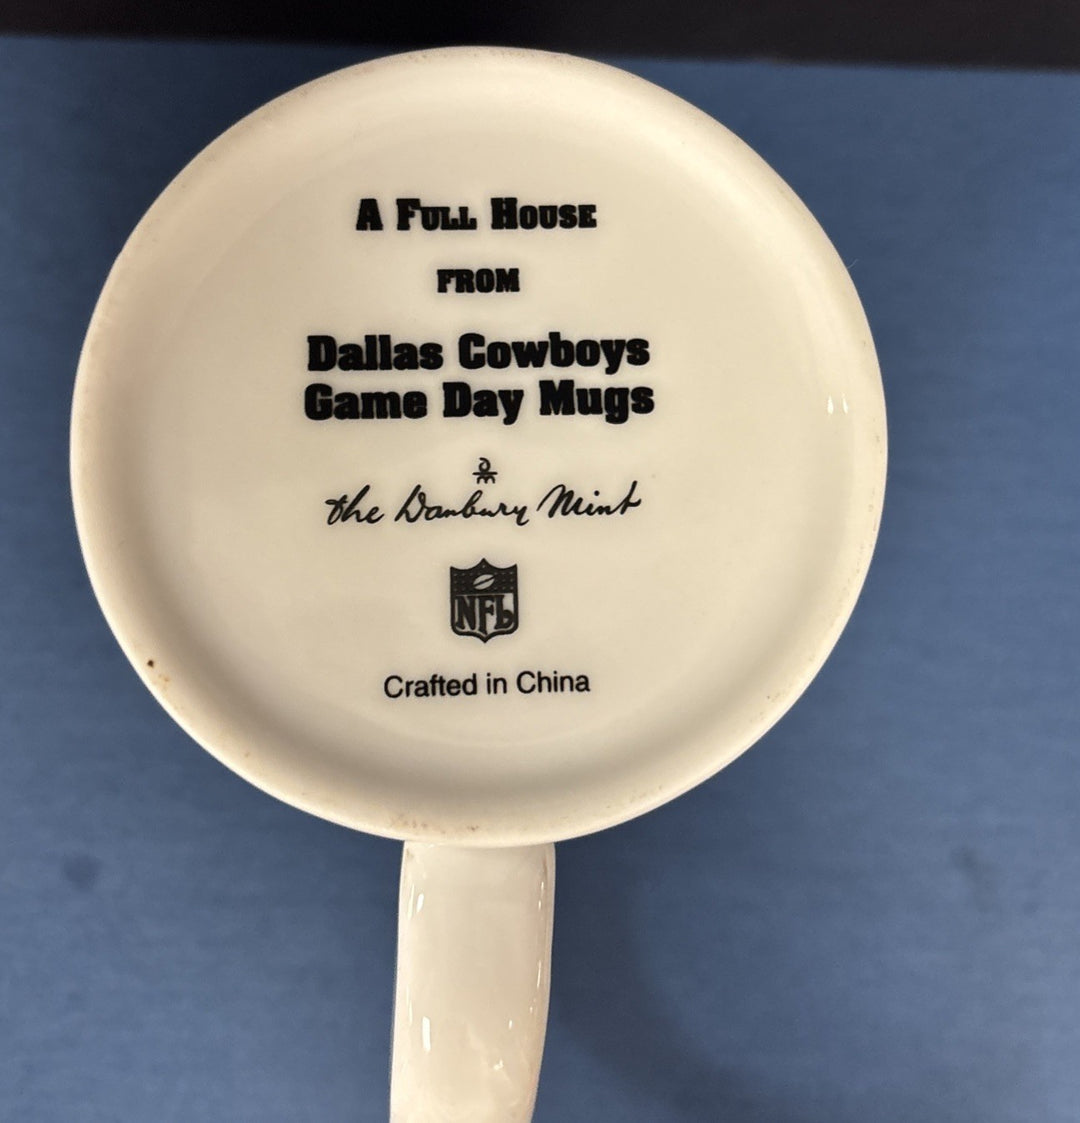 A Full House
from
Dallas Cowboys
Game Day Mugs
the Danbury Mint
NFL
Crafted in China